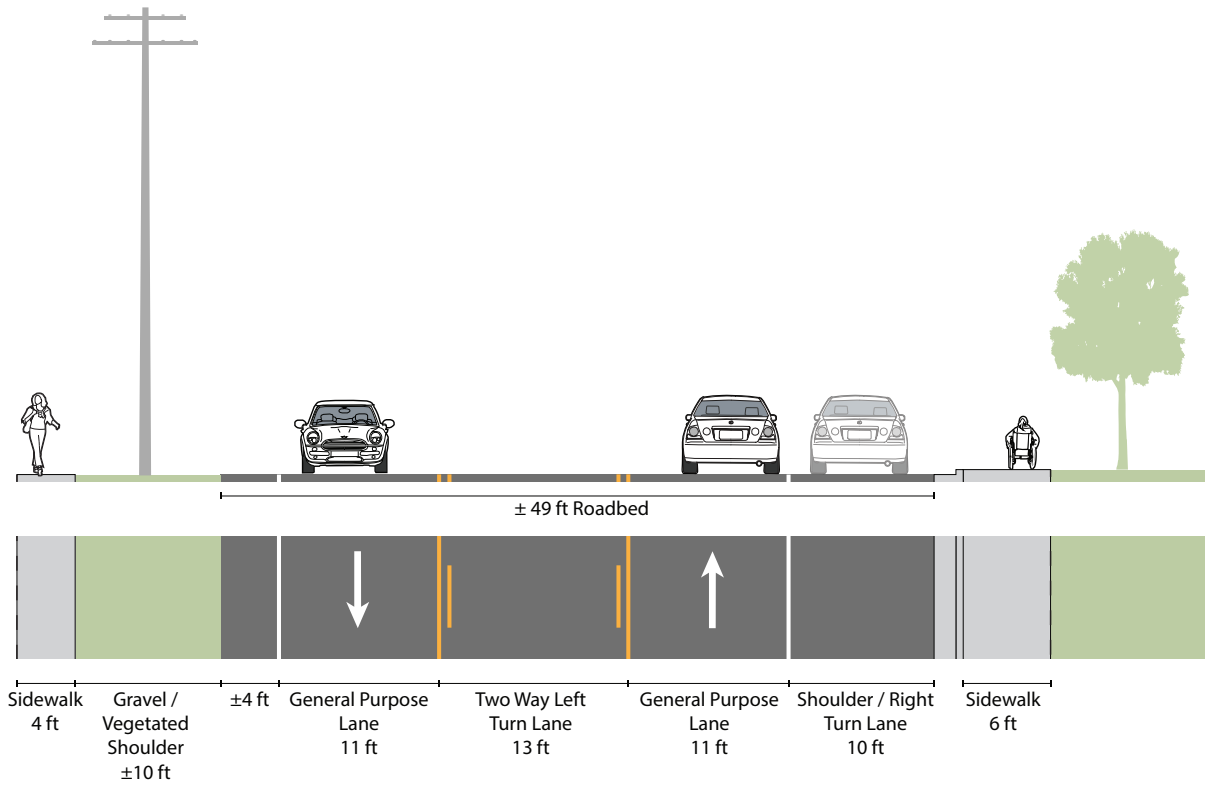 ± 49 ft Roadbed
Sidewalk
4 ft
Gravel /
Vegetated
Shoulder
±10 ft
±4 ft
General Purpose
Lane
11 ft
Two Way Left
Turn Lane
13 ft
General Purpose
Lane
11 ft
Shoulder / Right
Turn Lane
10 ft
Sidewalk
6 ft